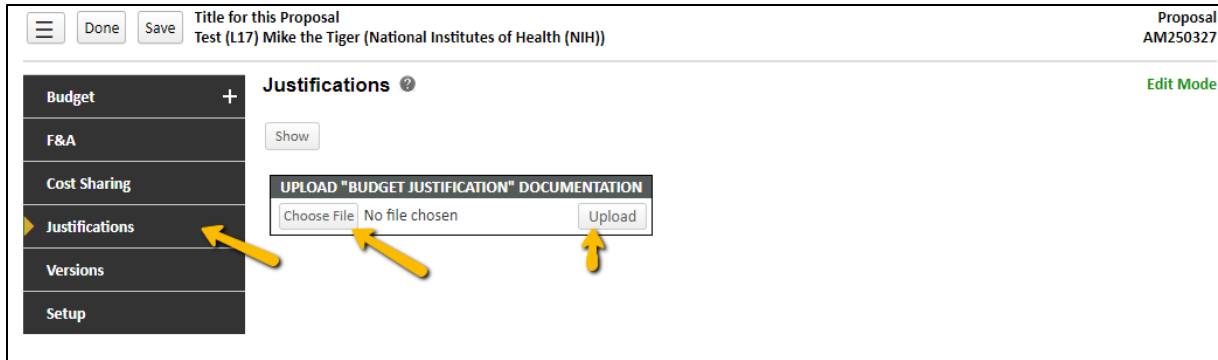 Done
Save
Title for this Proposal
Test (L17) Mike the Tiger (National Institutes of Health (NIH))
Proposal
AM250327
Budget
Justifications
Edit Mode
F&A
Show
Cost Sharing
UPLOAD "BUDGET JUSTIFICATION" DOCUMENTATION
Choose File No file chosen
Upload
Justifications
Versions
Setup